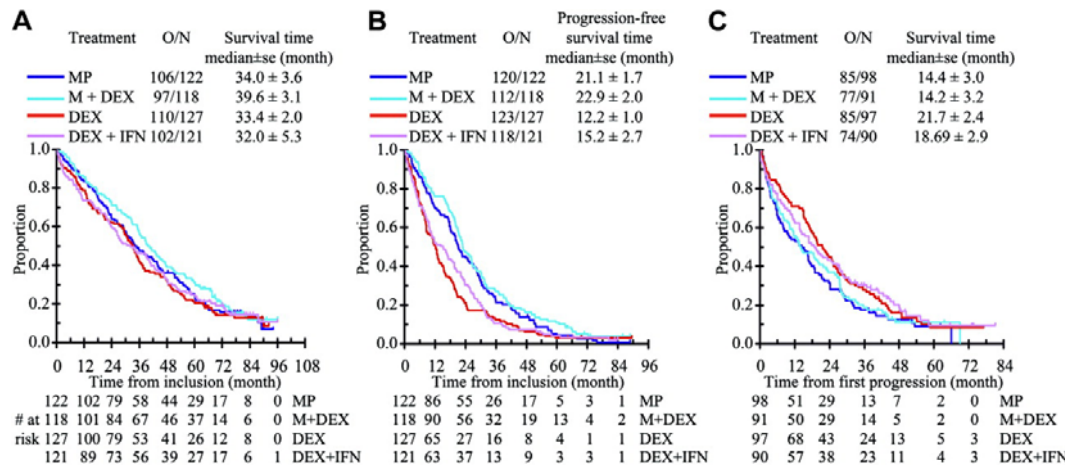 A
Treatment O/N Survival time
median±se (month)
MP 106/122 34.0 ± 3.6
M + DEX 97/118 39.6 ± 3.1
DEX 110/127 33.4 ± 2.0
DEX + IFN 102/121 32.0 ± 5.3
1.0
0.8
0.6
0.4
0.2
0.0
Proportion
0 12 24 36 48 60 72 84 96 108
Time from inclusion (month)
122 102 79 58 44 29 17 8 0 MP
# at 118 101 84 67 46 37 14 6 0 M+DEX
risk 127 100 79 53 41 26 12 8 0 DEX
121 89 73 56 39 27 17 6 1 DEX+IFN
B
Progression-free
Treatment O/N survival time
median±se (month)
MP 120/122 21.1 ± 1.7
M + DEX 112/118 22.9 ± 2.0
DEX 123/127 12.2 ± 1.0
DEX + IFN 118/121 15.2 ± 2.7
1.0
0.8
0.6
0.4
0.2
0.0
Proportion
0 12 24 36 48 60 72 84 96
Time from inclusion (month)
122 86 55 26 17 5 3 1 MP
118 90 56 32 19 13 4 2 M+DEX
127 65 27 16 8 4 1 1 DEX
121 63 37 13 9 3 3 1 DEX+IFN
C
Treatment O/N Survival time
median±se (month)
MP 85/98 14.4 ± 3.0
M + DEX 77/91 14.2 ± 3.2
DEX 85/97 21.7 ± 2.4
DEX + IFN 74/90 18.69 ± 2.9
1.0
0.8
0.6
0.4
0.2
0.0
Proportion
0 12 24 36 48 60 72 84
Time from first progression (month)
98 51 29 13 7 2 0 MP
91 50 29 14 5 2 0 M+DEX
97 68 43 24 13 5 3 DEX
90 57 38 23 11 4 3 DEX+IFN